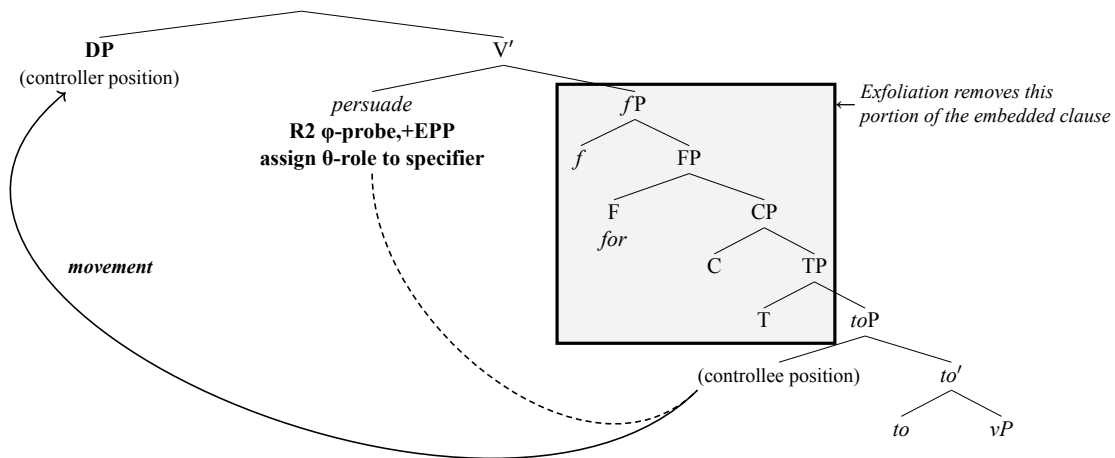 DP
(controller position)
V′
persuade
R2 φ-probe,+EPP
assign θ-role to specifier
fP
← Exfoliation removes this
portion of the embedded clause
f
FP
F
for
CP
movement
C
TP
T
toP
(controllee position)
to′
to
vP